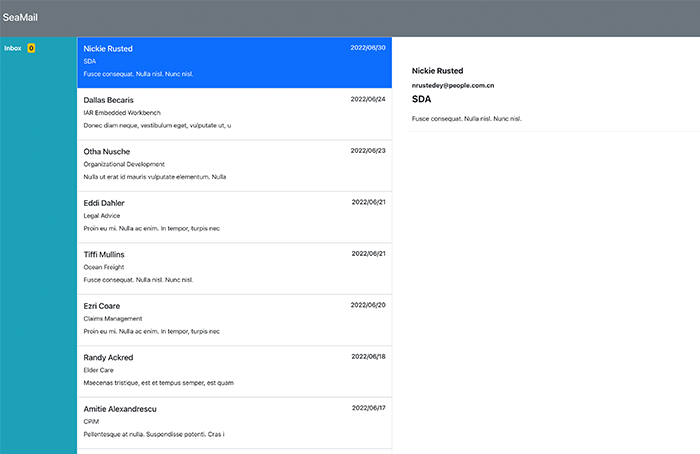 SeaMail
Inbox 0
Nickie Rusted 2022/06/30
SDA
Fusce consequat. Nulla nisl. Nunc nisl.
Dallas Becaris 2022/06/24
IAR Embedded Workbench
Donec diam neque, vestibulum eget, vulputate ut, u
Otha Nusche 2022/06/23
Organizational Development
Nulla ut erat id mauris vulputate elementum. Nulla
Eddi Dahler 2022/06/21
Legal Advice
Proin eu mi. Nulla ac enim. In tempor, turpis nec
Tiffi Mullins 2022/06/21
Ocean Freight
Fusce consequat. Nulla nisl. Nunc nisl.
Ezri Coare 2022/06/20
Claims Management
Proin eu mi. Nulla ac enim. In tempor, turpis nec
Randy Ackred 2022/06/18
Elder Care
Maecenas tristique, est et tempus semper, est quam
Amitie Alexandrescu 2022/06/17
CPIM
Pellentesque at nulla. Suspendisse potenti. Cras i
Nickie Rusted
nrustedey@people.com.cn
SDA
Fusce consequat. Nulla nisl. Nunc nisl.